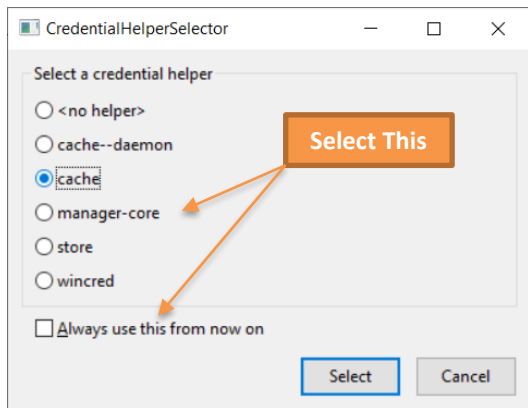 CredentialHelperSelector
Select a credential helper
<no helper>
cache--daemon
Select This
cache
manager-core
store
wincred
Always use this from now on
Select
Cancel